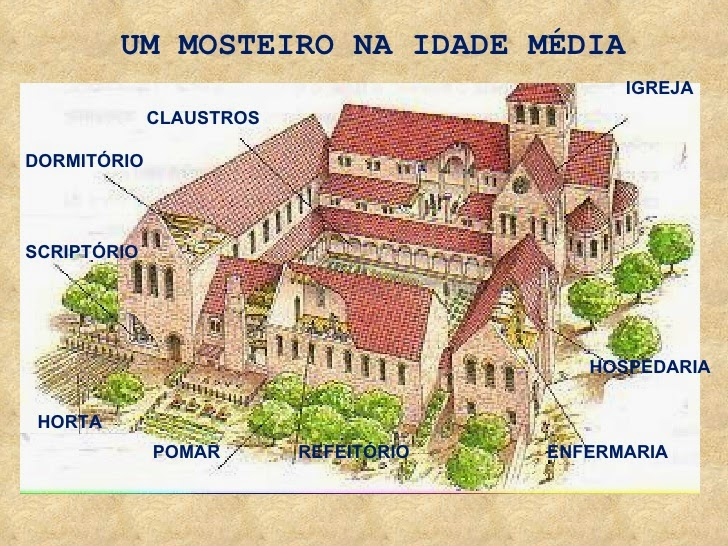 UM MOSTEIRO NA IDADE MÉDIA
IGREJA
CLAUSTROS
DORMITÓRIO
SCRIPTÓRIO
HOSPEDARIA
HORTA
POMAR
REFEITÓRIO
ENFERMARIA